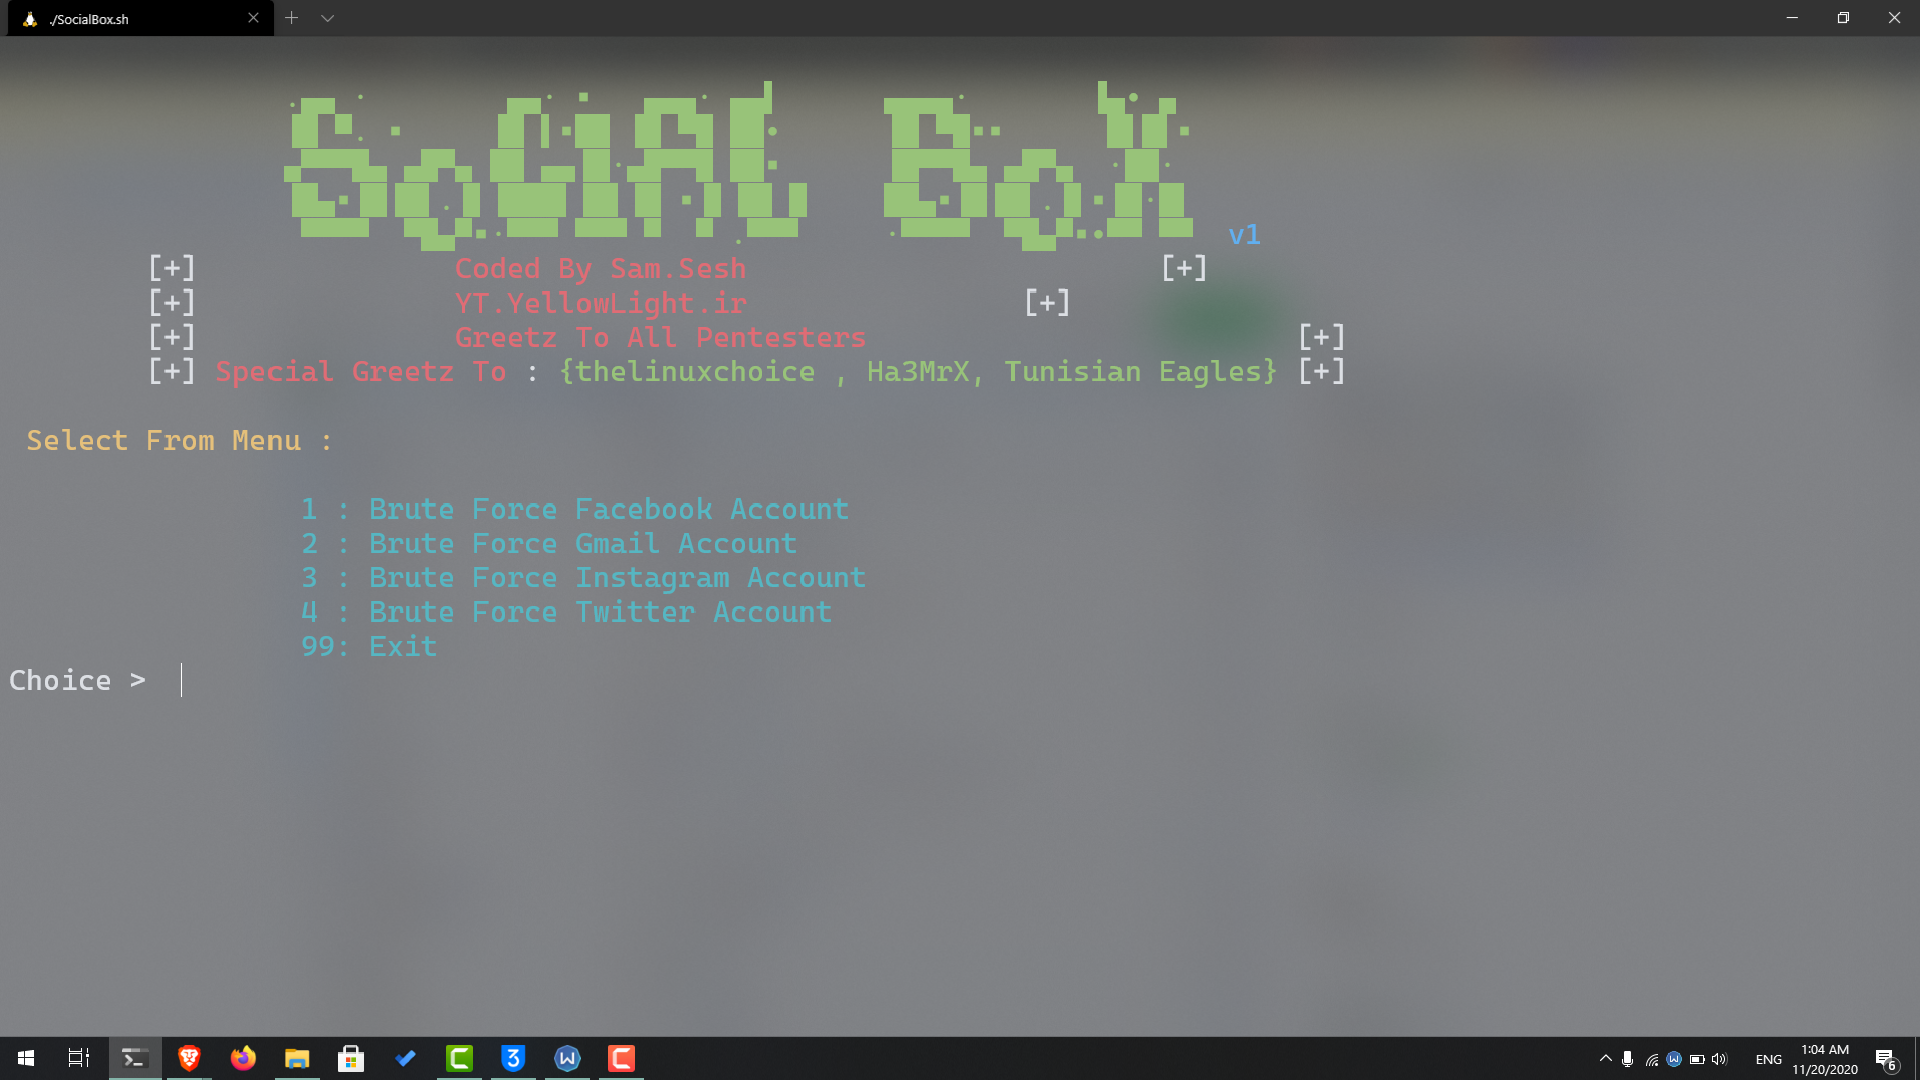 ./SocialBox.sh
SoCIAL BoX v1
[+] Coded By Sam.Sesh [+]
[+] YT.YellowLight.ir [+]
[+] Greetz To All Pentesters [+]
[+] Special Greetz To : {thelinuxchoice , Ha3MrX, Tunisian Eagles} [+]
Select From Menu :
1 : Brute Force Facebook Account
2 : Brute Force Gmail Account
3 : Brute Force Instagram Account
4 : Brute Force Twitter Account
99: Exit
Choice >
ENG
1:04 AM
11/20/2020
6